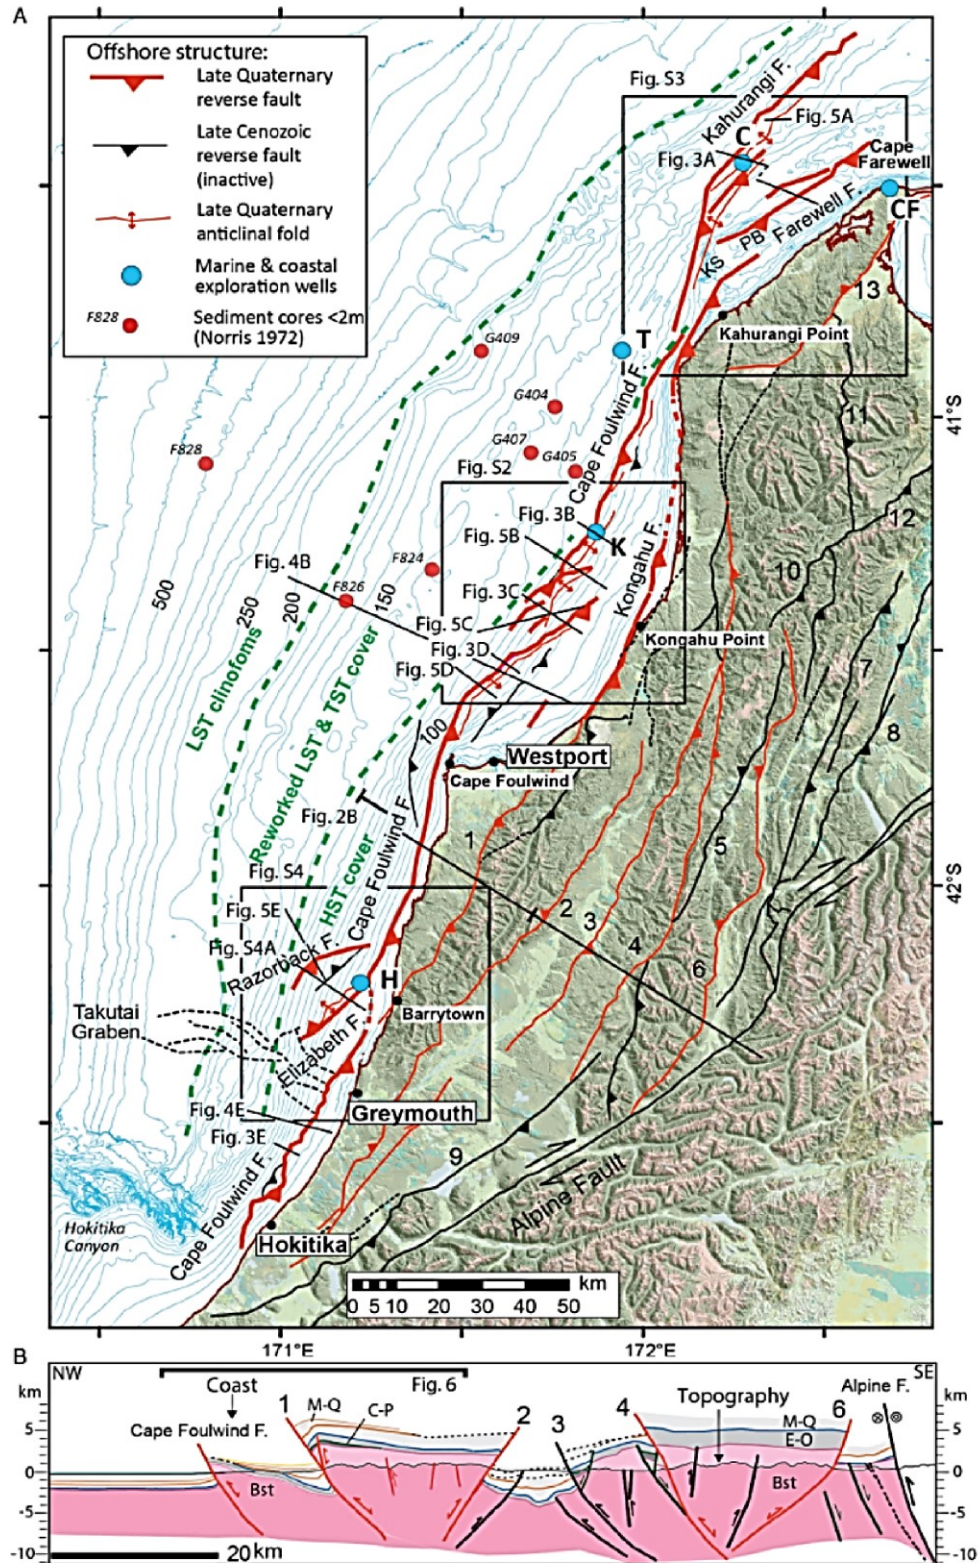 A
Offshore structure:
Late Quaternary
reverse fault
Late Cenozoic
reverse fault
(inactive)
Late Quaternary
anticlinal fold
Marine & coastal
exploration wells
F828
Sediment cores <2m
(Norris 1972)
Fig. S3
Kahurangi F.
Fig. 5A
C
Fig. 3A
Cape
Farewell
CF
Farewell F.
PB
KS
13
Kahurangi Point
T
G409
G404
G407
G405
F828
Cape Foulwind F.
41°S
11
Fig. S2
Fig. 3B
Fig. 5B
K
12
Fig. 4B
F824
F826
Fig. 3C
Kongahu F.
10
500
250
200
150
Fig. 5C
Fig. 3D
Fig. 5D
Kongahu Point
7
8
LST clinofoms
Reworked LST & TST cover
HST cover
100
Westport
Cape Foulwind
Fig. 2B
1
5
Cape Foulwind F.
Fig. S4
42°S
Fig. 5E
2
3
4
6
Fig. S4A
Razorback F.
H
Takutai
Graben
Barrytown
Elizabeth F.
Greymouth
Fig. 4E
Fig. 3E
9
Alpine Fault
Cape Foulwind F.
Hokitika
Canyon
Hokitika
km
0 5 10 20 30 40 50
171°E
172°E
B
NW
SE
Coast
Fig. 6
Topography
Alpine F.
km
km
Cape Foulwind F.
1
M-Q
C-P
2
3
4
M-Q
E-O
6
5
0
-5
-10
5
0
-5
-10
Bst
Bst
20 km